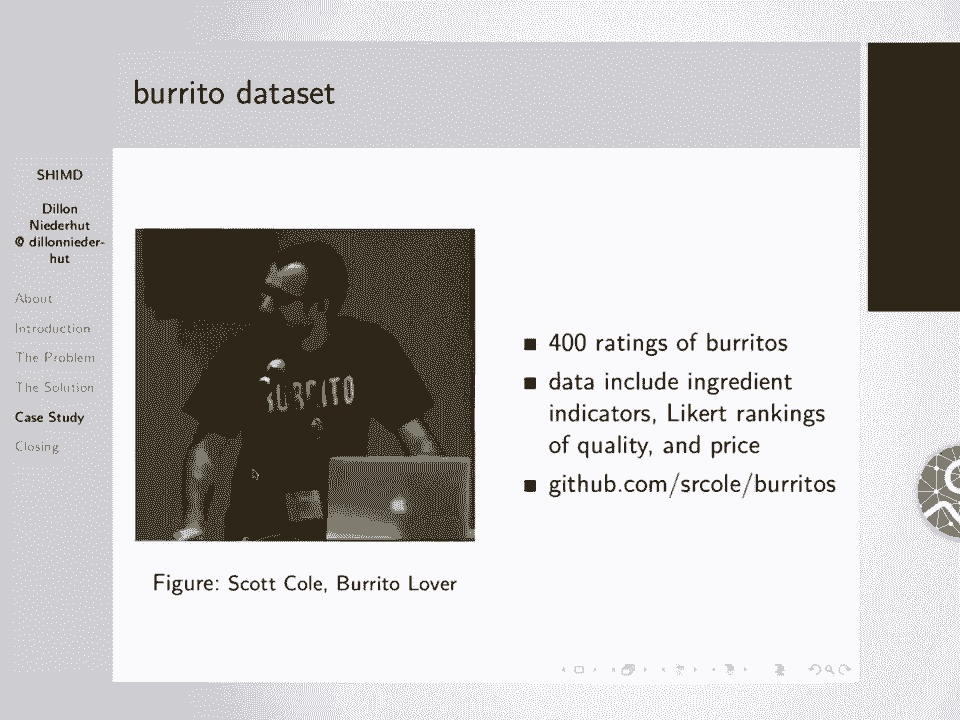 burrito dataset
SHIMD
Dillon
Niederhut
@ dillonnieder-
hut
About
Introduction
The Problem
The Solution
Case Study
Closing
BURRITO
400 ratings of burritos
data include ingredient
indicators, Likert rankings
of quality, and price
github.com/srcole/burritos
Figure: Scott Cole, Burrito Lover